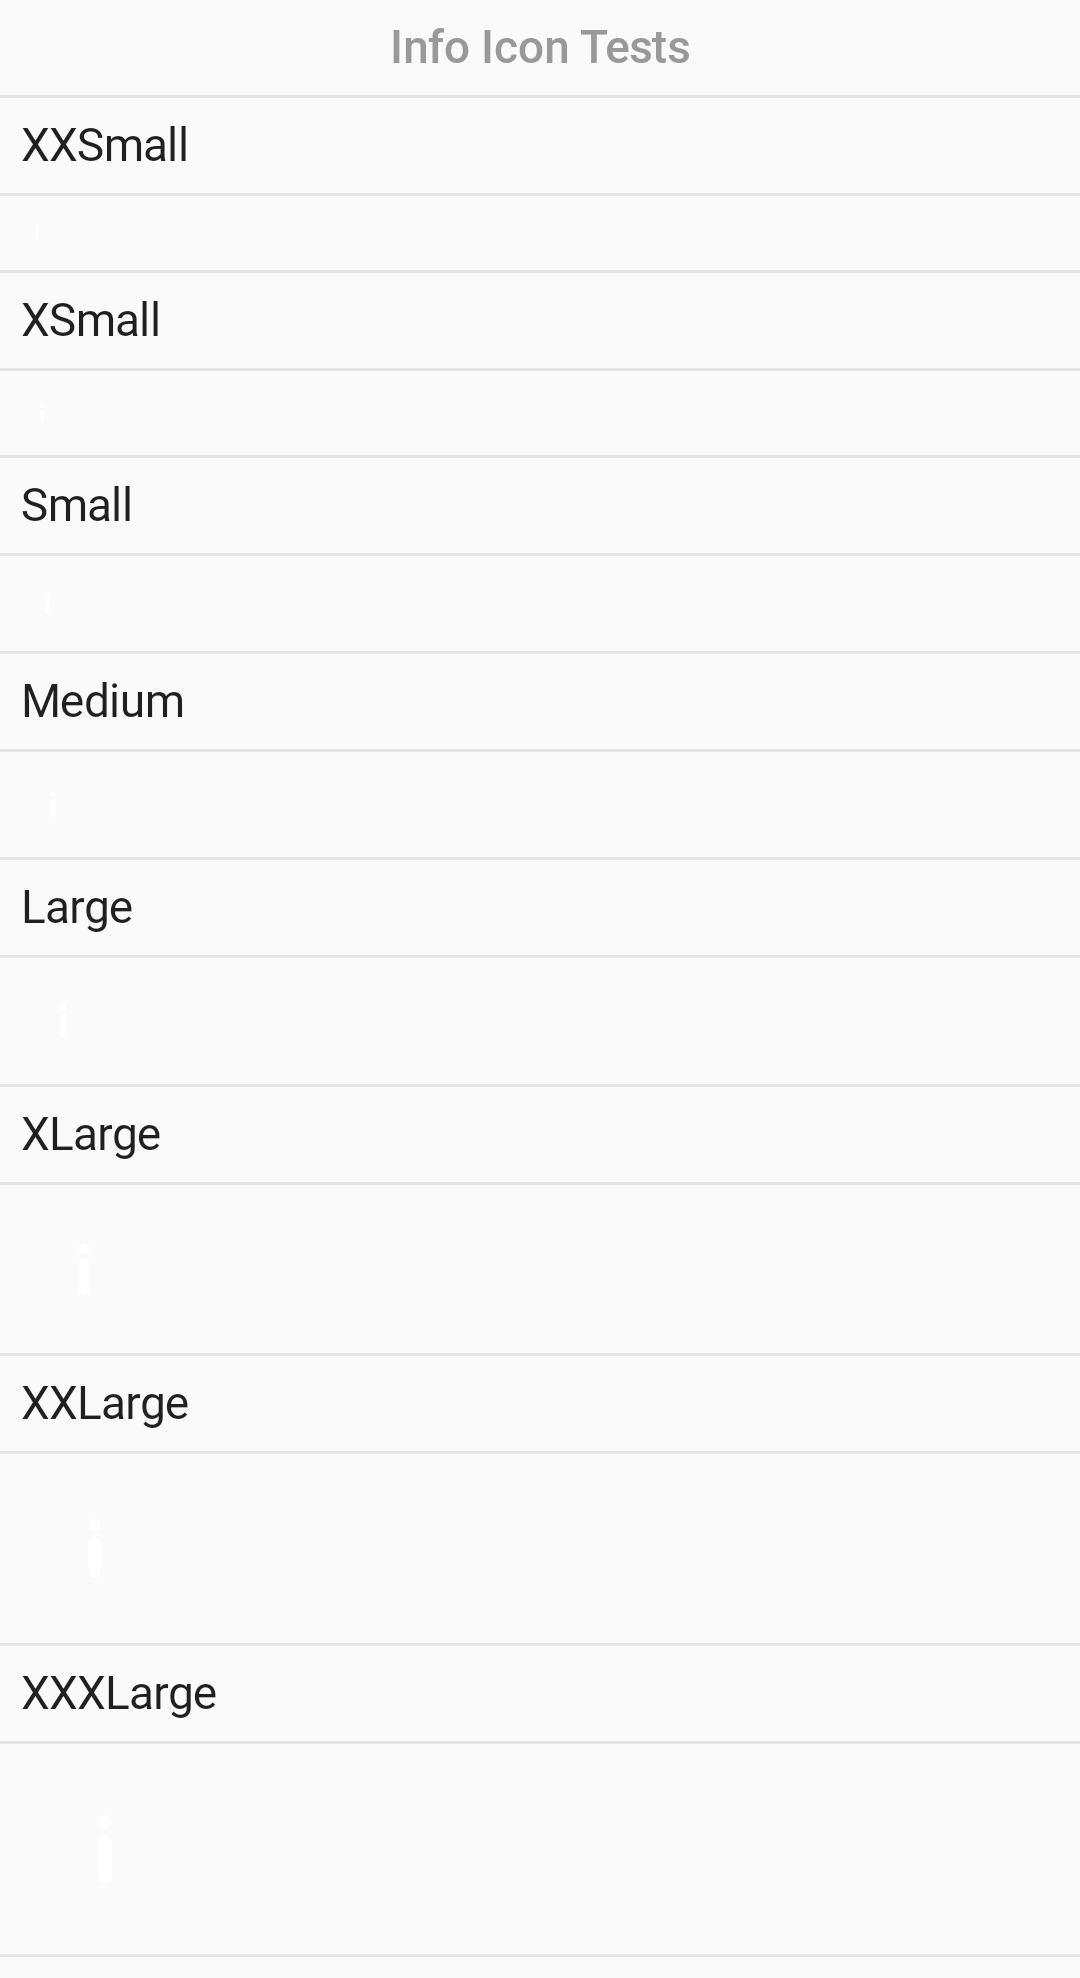 Info Icon Tests
XXSmall
i
XSmall
i
Small
i
Medium
i
Large
i
XLarge
i
XXLarge
i
XXXLarge
i